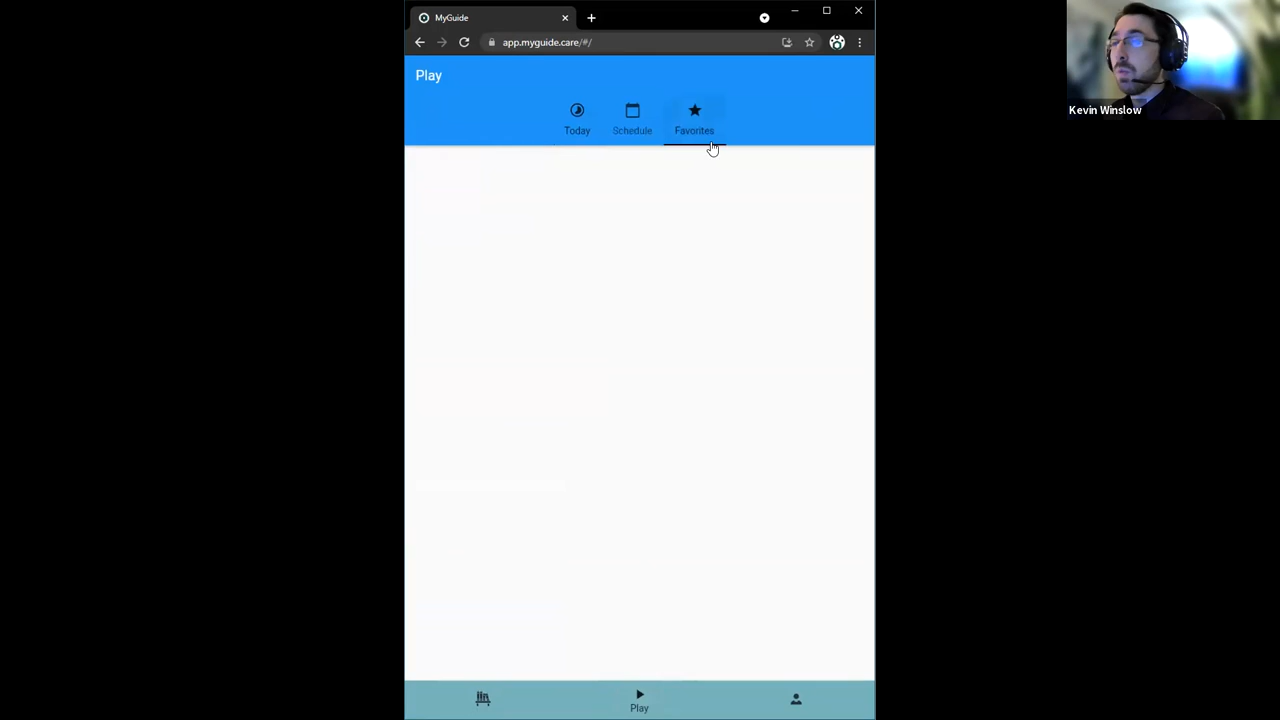 MyGuide
app.myguide.care/#/
Play
Today
Schedule
Favorites
Play
Kevin Winslow